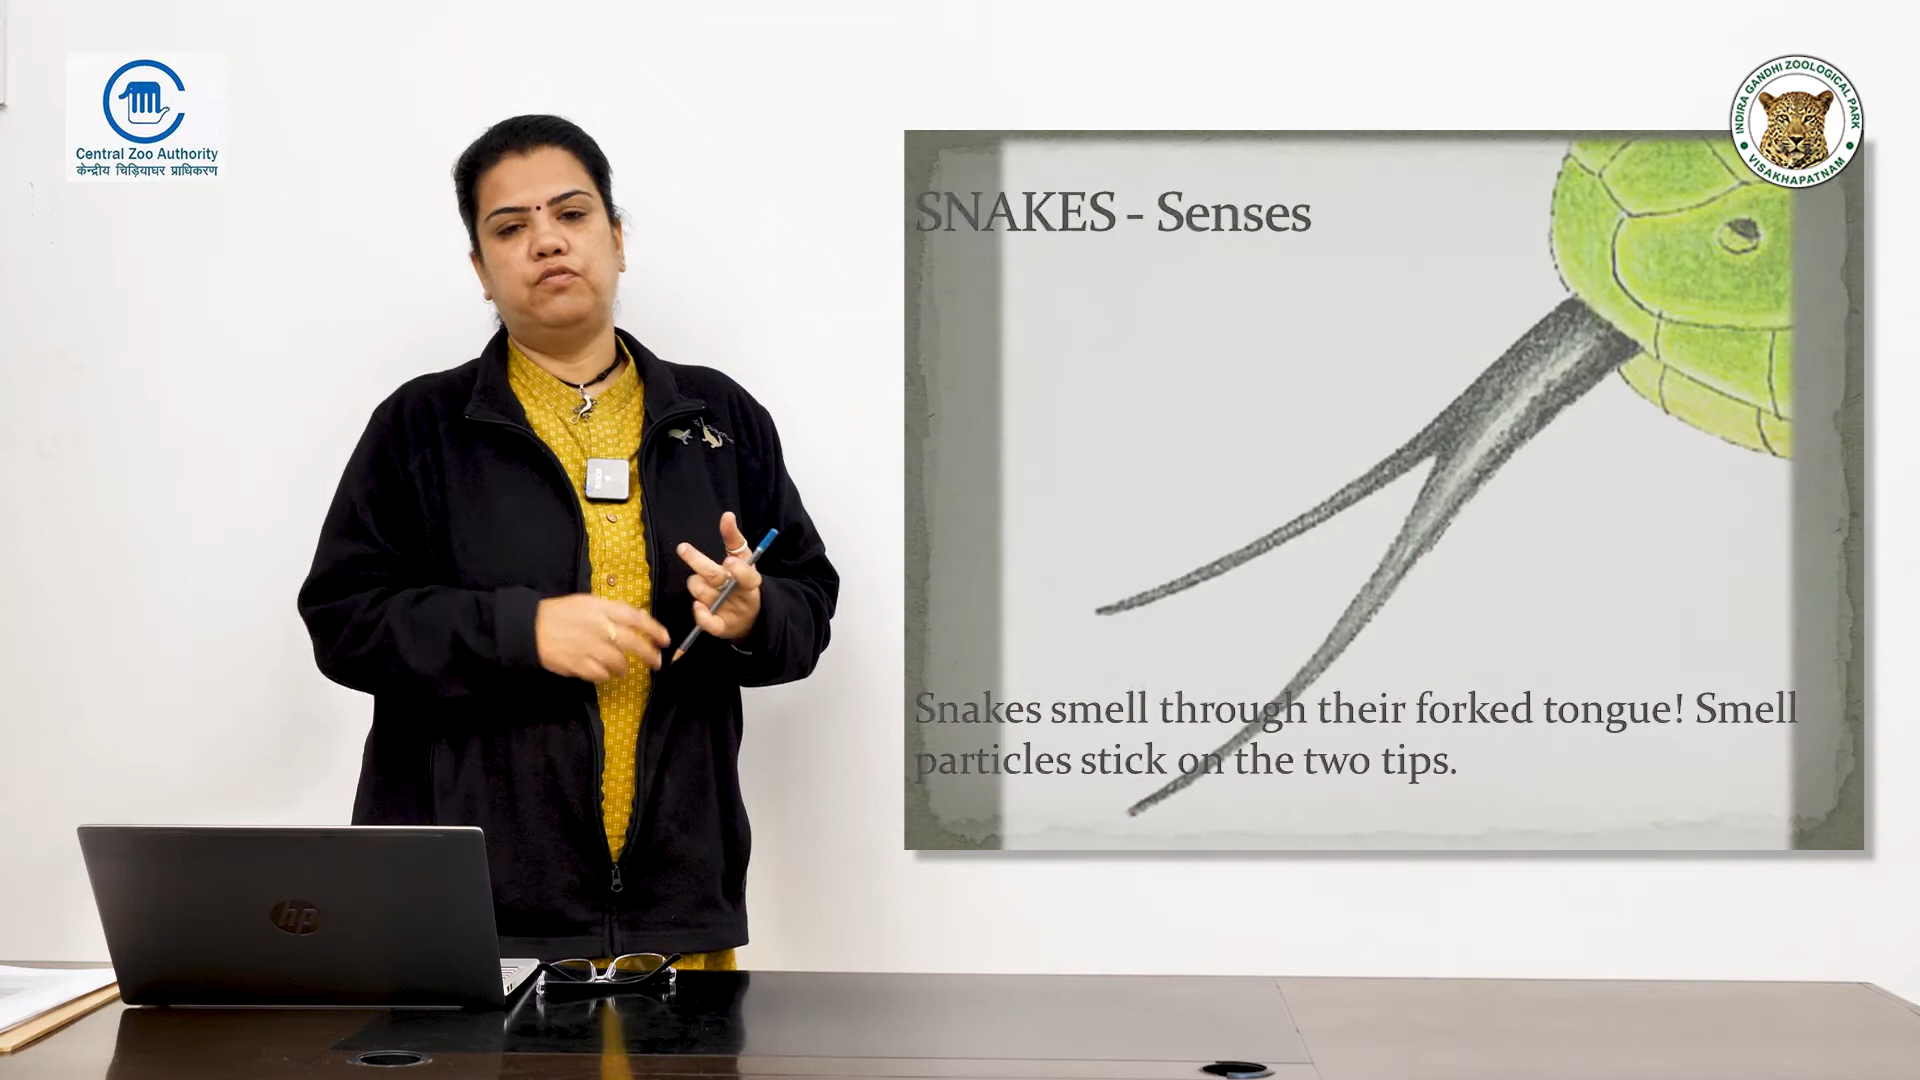 Central Zoo Authority
केन्द्रीय चिड़ियाघर प्राधिकरण
INDIRA GANDHI ZOOLOGICAL PARK
VISAKHAPATNAM
SNAKES - Senses
Snakes smell through their forked tongue! Smell
particles stick on the two tips.
hp